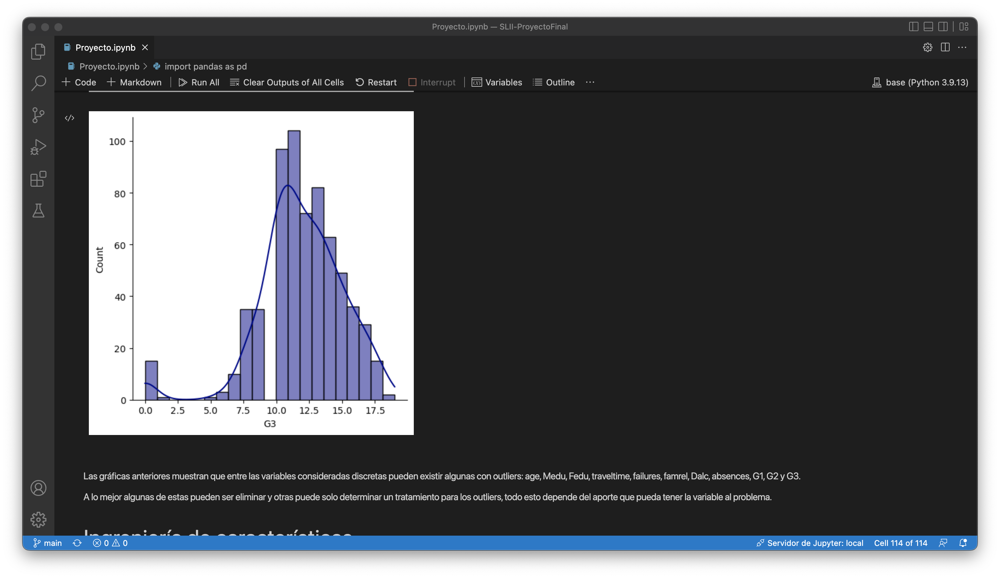 Proyecto.ipynb — SLII-ProyectoFinal
Proyecto.ipynb
Proyecto.ipynb > import pandas as pd
+ Code + Markdown Run All Clear Outputs of All Cells Restart Interrupt Variables Outline ... base (Python 3.9.13)
100
80
60
40
20
0
Count
0.0 2.5 5.0 7.5 10.0 12.5 15.0 17.5
G3
Las gráficas anteriores muestran que entre las variables consideradas discretas pueden existir algunas con outliers: age, Medu, Fedu, traveltime, failures, famrel, Dalc, absences, G1, G2 y G3.
A lo mejor algunas de estas pueden ser eliminar y otras puede solo determinar un tratamiento para los outliers, todo esto depende del aporte que pueda tener la variable al problema.
main 0 0 Servidor de Jupyter: local Cell 114 of 114